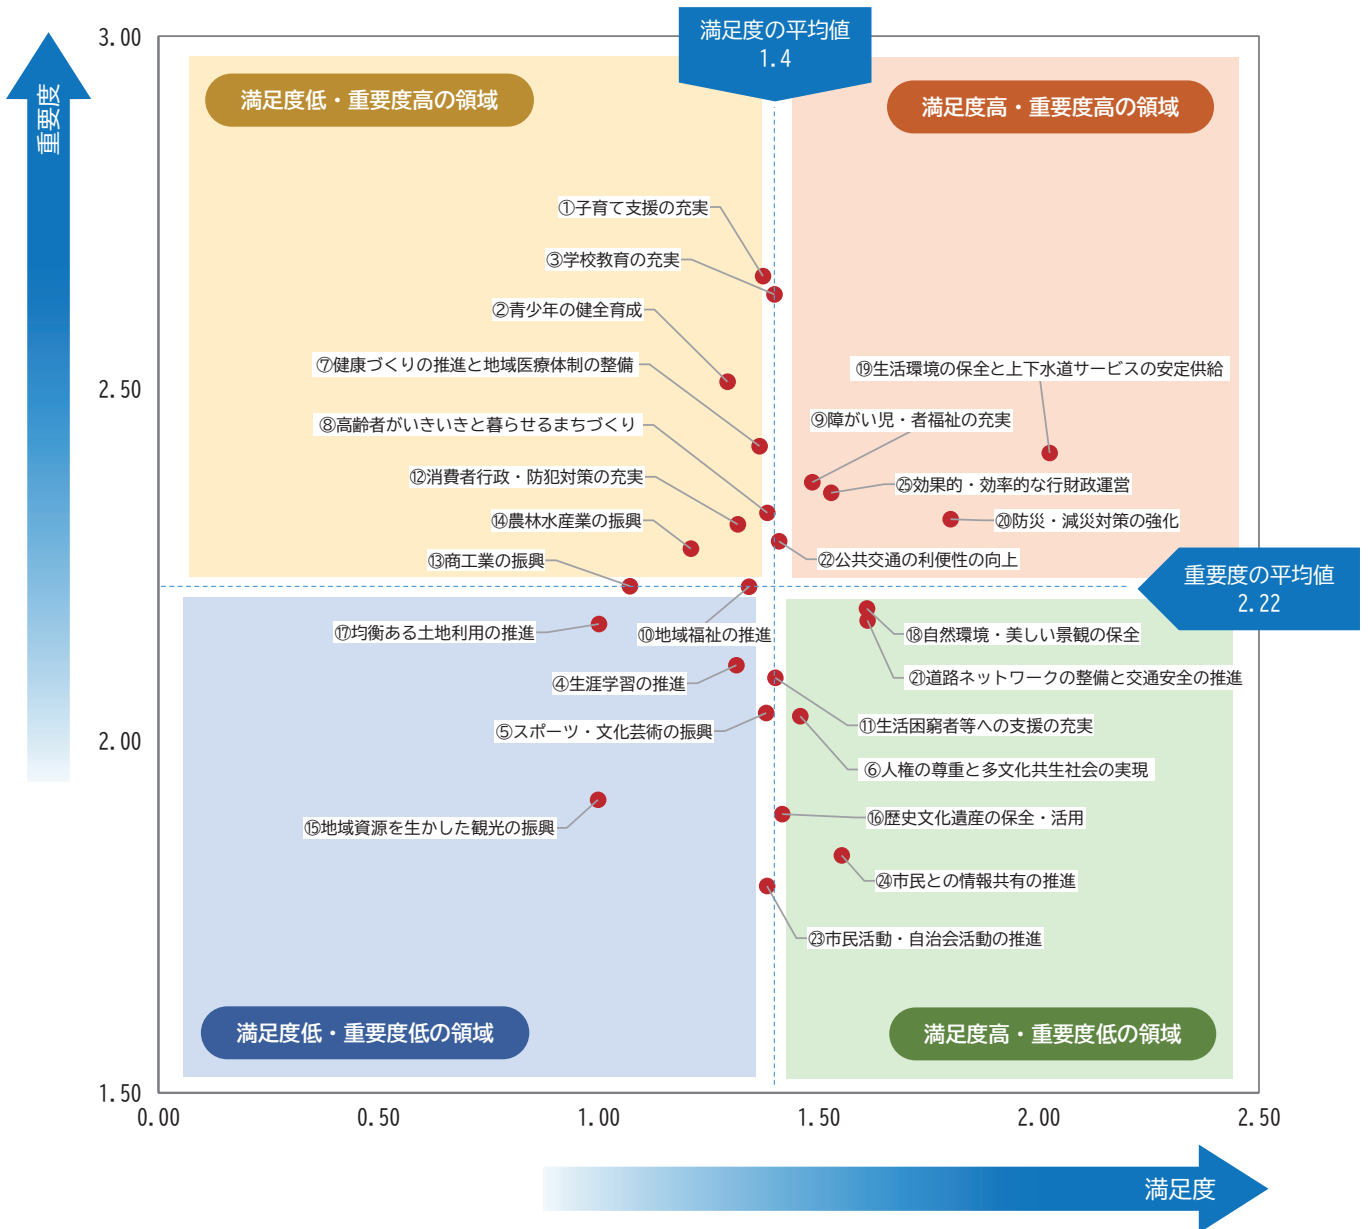 満足度の平均値
1.4
3.00
重要度
満足度低・重要度高の領域
満足度高・重要度高の領域
①子育て支援の充実
③学校教育の充実
②青少年の健全育成
⑦健康づくりの推進と地域医療体制の整備
⑲生活環境の保全と上下水道サービスの安定供給
2.50
⑧高齢者がいきいきと暮らせるまちづくり
⑨障がい児・者福祉の充実
⑫消費者行政・防犯対策の充実
㉕効果的・効率的な行財政運営
⑭農林水産業の振興
⑳防災・減災対策の強化
⑬商工業の振興
㉒公共交通の利便性の向上
重要度の平均値
2.22
⑰均衡ある土地利用の推進
⑩地域福祉の推進
⑱自然環境・美しい景観の保全
④生涯学習の推進
㉑道路ネットワークの整備と交通安全の推進
⑤スポーツ・文化芸術の振興
⑪生活困窮者等への支援の充実
2.00
⑥人権の尊重と多文化共生社会の実現
⑮地域資源を生かした観光の振興
⑯歴史文化遺産の保全・活用
㉔市民との情報共有の推進
㉓市民活動・自治会活動の推進
満足度低・重要度低の領域
満足度高・重要度低の領域
1.50
0.00
0.50
1.00
1.50
2.00
2.50
満足度